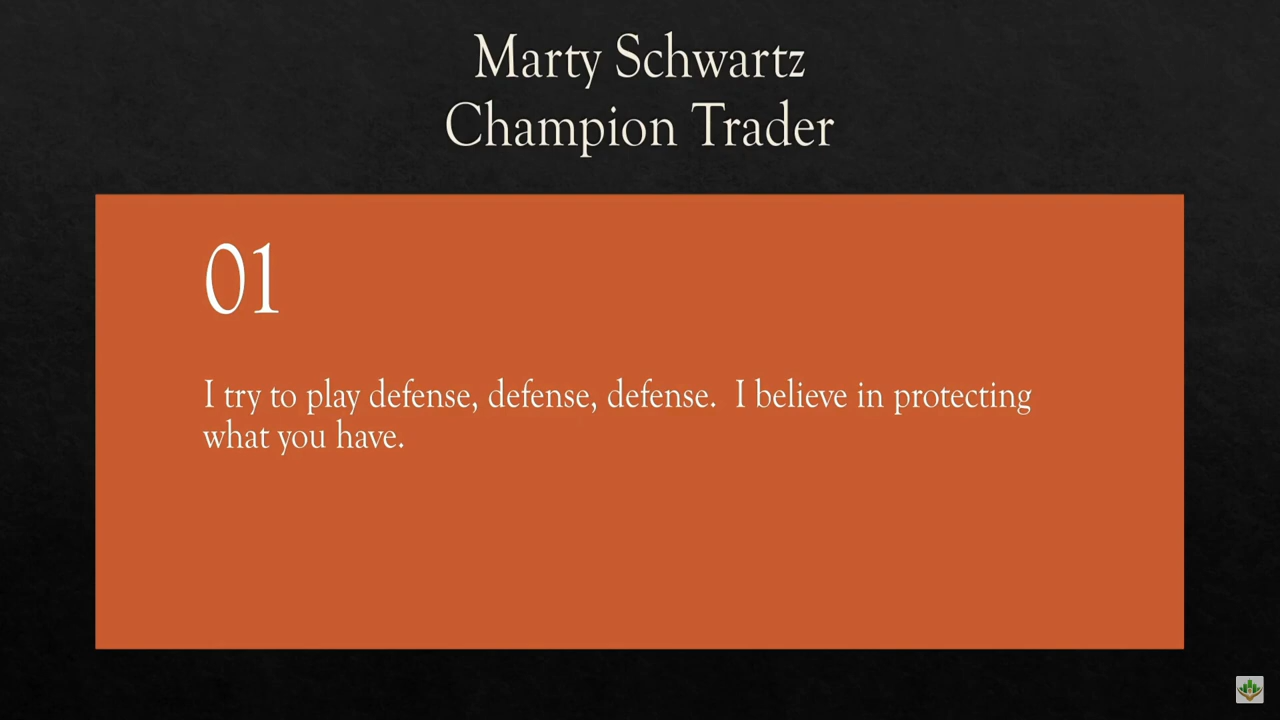 Marty Schwartz
Champion Trader
01
I try to play defense, defense, defense.  I believe in protecting
what you have.